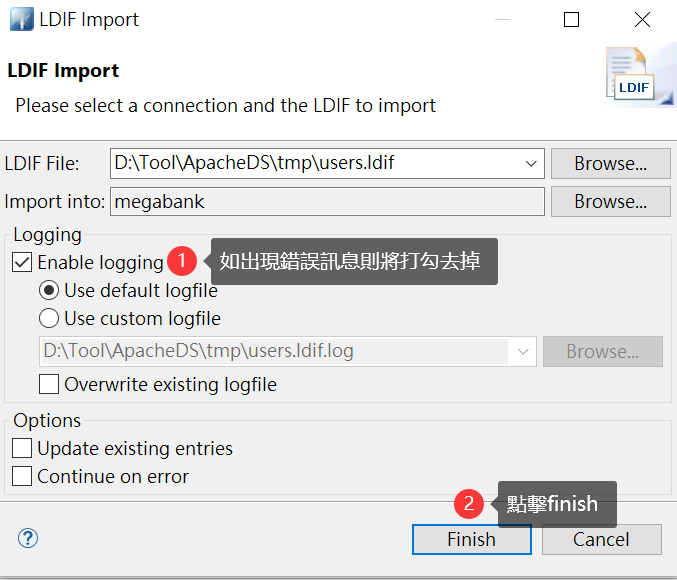 LDIF Import
LDIF Import
Please select a connection and the LDIF to import
LDIF
LDIF File: D:\Tool\ApacheDS\tmp\users.ldif Browse...
Import into: megabank Browse...
Logging
Enable logging 1 如出現錯誤訊息則將打勾去掉
Use default logfile
Use custom logfile
D:\Tool\ApacheDS\tmp\users.ldif.log Browse...
Overwrite existing logfile
Options
Update existing entries
Continue on error
2 點擊finish
? Finish Cancel